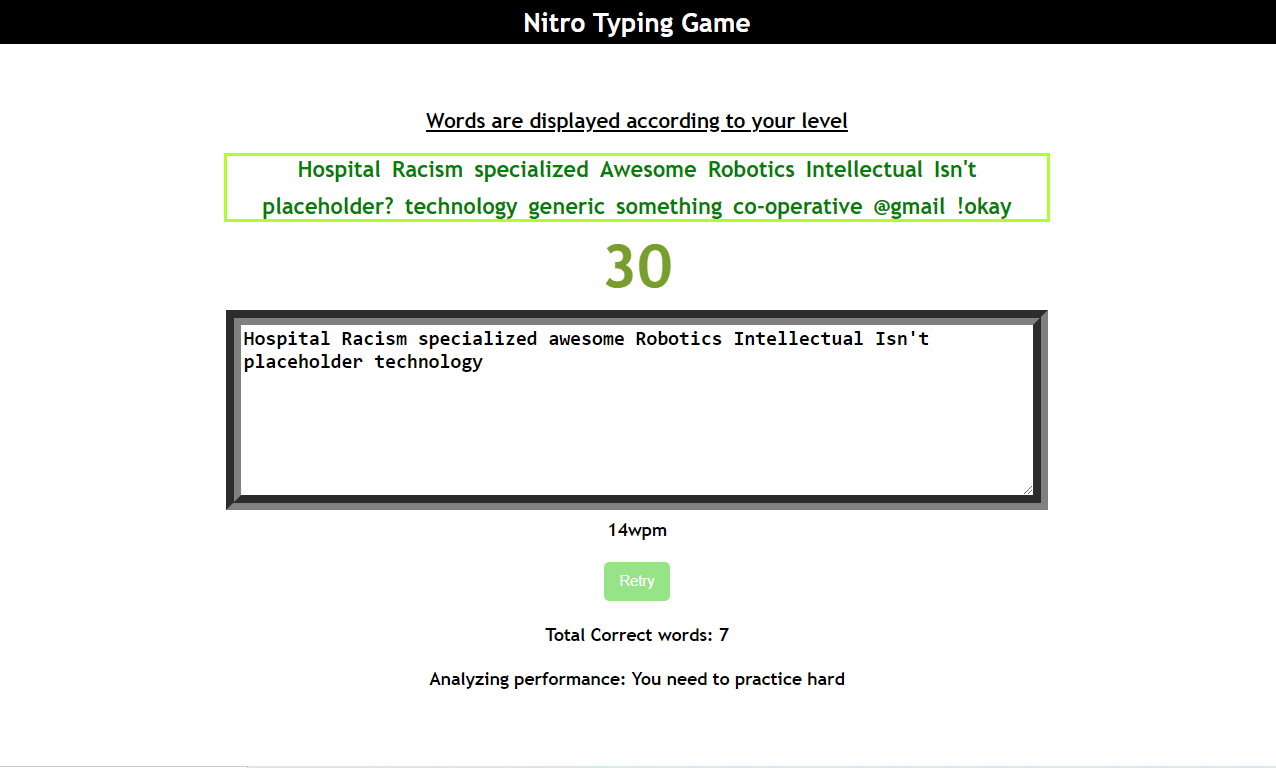 Nitro Typing Game
Words are displayed according to your level
Hospital Racism specialized Awesome Robotics Intellectual Isn't
placeholder? technology generic something co-operative @gmail !okay
30
Hospital Racism specialized awesome Robotics Intellectual Isn't
placeholder technology
14wpm
Retry
Total Correct words: 7
Analyzing performance: You need to practice hard